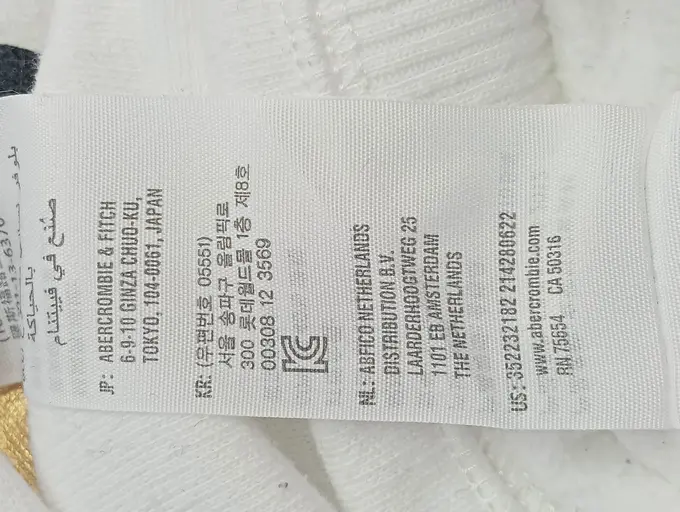 صُنع في فييتنام
JP: ABERCROMBIE & FITCH
6-9-10 GINZA CHUO-KU,
TOKYO, 104-0061, JAPAN
KR: (우편번호 05551)
서울 송파구 올림픽로
300 롯데월드몰 1층 제8호
00308 12 3569
NL: ABFICO NETHERLANDS
DISTRIBUTION B.V.
LAARDERHOOGTWEG 25
1101 EB AMSTERDAM
THE NETHERLANDS
US: 352232182 214280622
www.abercrombie.com
RN 75654 CA 50316